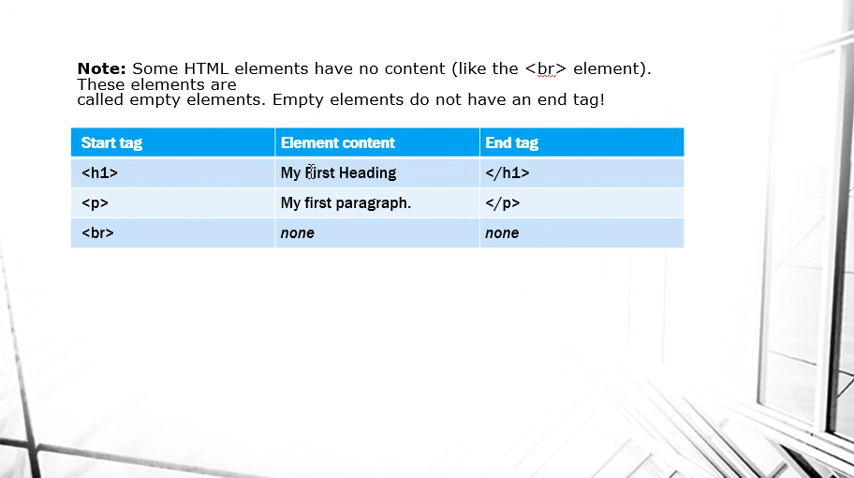 Note: Some HTML elements have no content (like the <br> element).
These elements are
called empty elements. Empty elements do not have an end tag!
Start tag Element content End tag
<h1> My First Heading </h1>
<p> My first paragraph. </p>
<br> none none